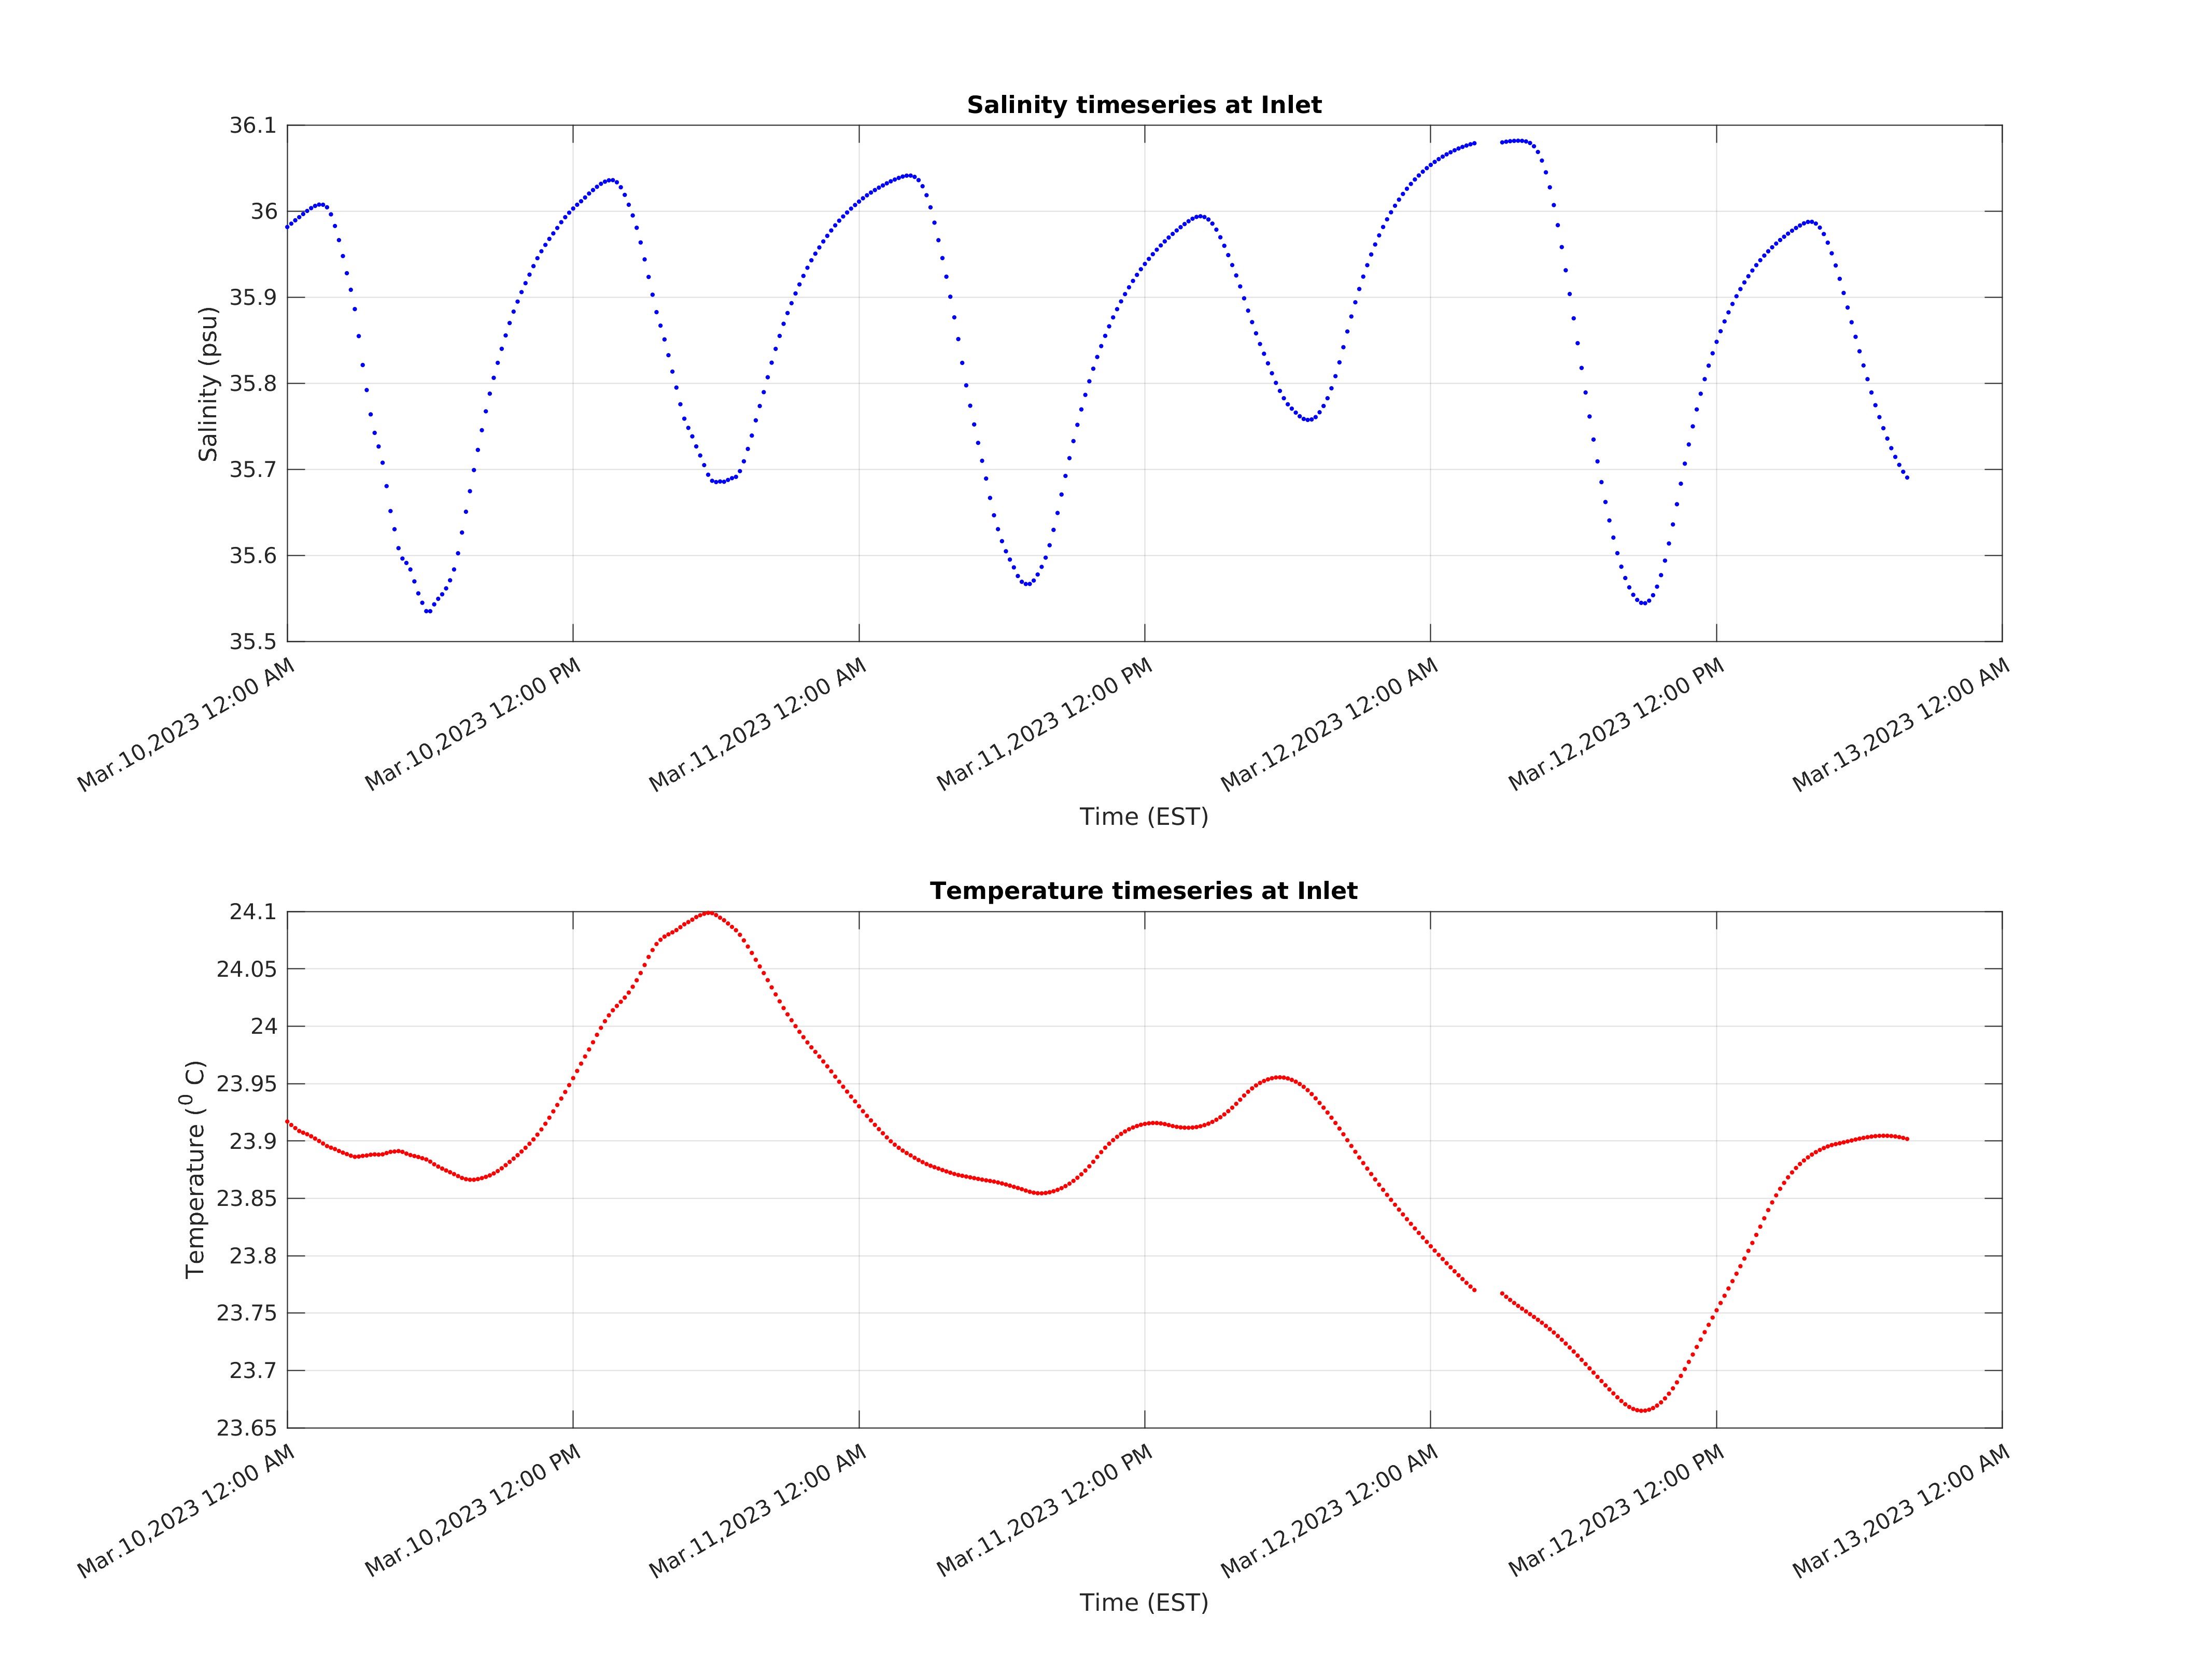 Salinity timeseries at Inlet
36.1
36
35.9
35.8
35.7
35.6
35.5
Salinity (psu)
Mar.10,2023 12:00 AM
Mar.10,2023 12:00 PM
Mar.11,2023 12:00 AM
Mar.11,2023 12:00 PM
Mar.12,2023 12:00 AM
Mar.12,2023 12:00 PM
Mar.13,2023 12:00 AM
Time (EST)
Temperature timeseries at Inlet
24.1
24.05
24
23.95
23.9
23.85
23.8
23.75
23.7
23.65
Temperature (⁰ C)
Mar.10,2023 12:00 AM
Mar.10,2023 12:00 PM
Mar.11,2023 12:00 AM
Mar.11,2023 12:00 PM
Mar.12,2023 12:00 AM
Mar.12,2023 12:00 PM
Mar.13,2023 12:00 AM
Time (EST)